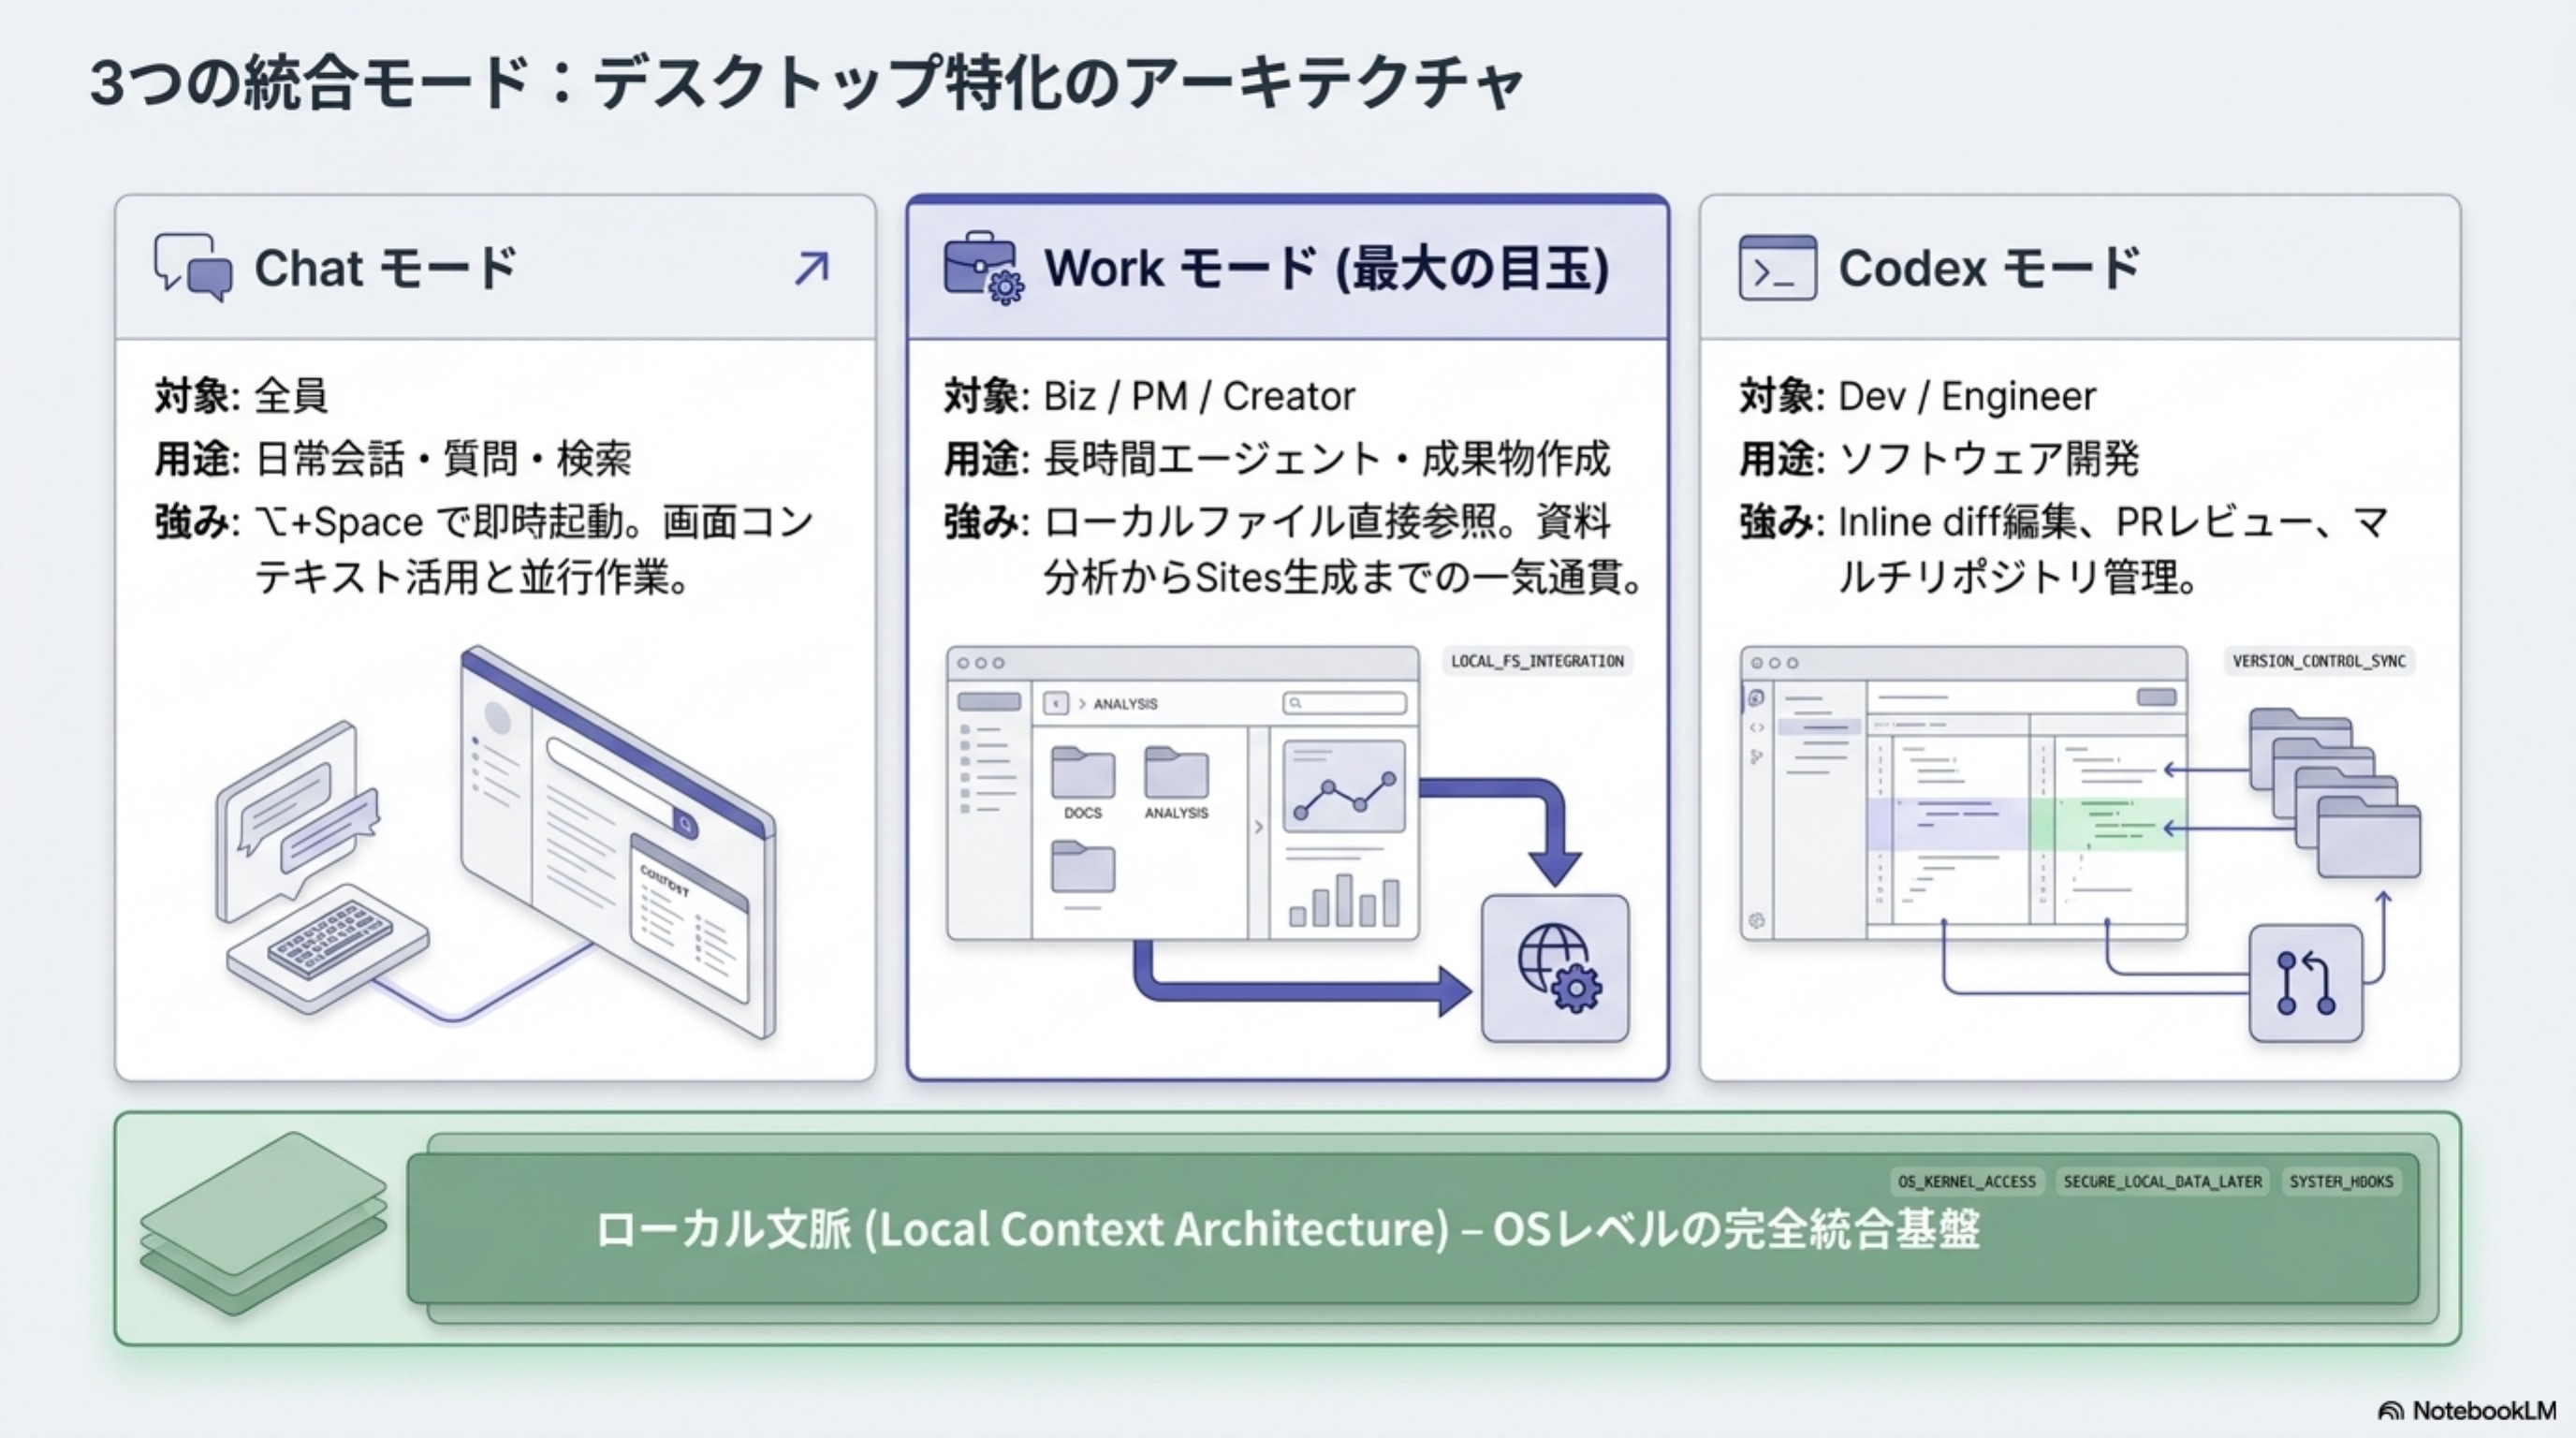 3つの統合モード：デスクトップ特化のアーキテクチャ
Chat モード
対象: 全員
用途: 日常会話・質問・検索
強み: ⌥+Space で即時起動。画面コン
テキスト活用と並行作業。
Work モード (最大の目玉)
対象: Biz / PM / Creator
用途: 長時間エージェント・成果物作成
強み: ローカルファイル直接参照。資料
分析からSites生成までの一気通貫。
LOCAL_FS_INTEGRATION
ANALYSIS
DOCS
ANALYSIS
Codex モード
対象: Dev / Engineer
用途: ソフトウェア開発
強み: Inline diff編集、PRレビュー、マ
ルチリポジトリ管理。
VERSION_CONTROL_SYNC
OS_KERNEL_ACCESS
SECURE_LOCAL_DATA_LAYER
SYSTER_HOOKS
ローカル文脈 (Local Context Architecture) – OSレベルの完全統合基盤
NotebookLM